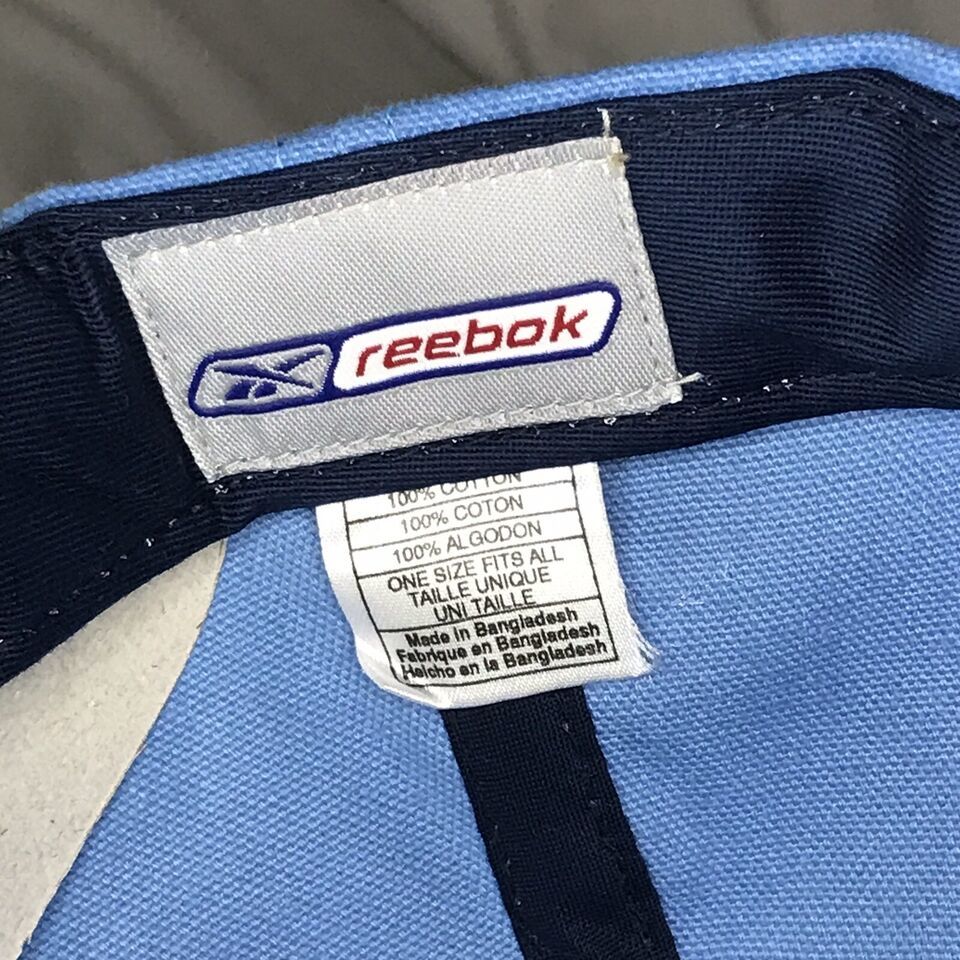 reebok
100% COTTON
100% COTON
100% ALGODON
ONE SIZE FITS ALL
TAILLE UNIQUE
UNI TAILLE
Made in Bangladesh
Fabrique en Bangladesh
Helcho en la Bangladesh